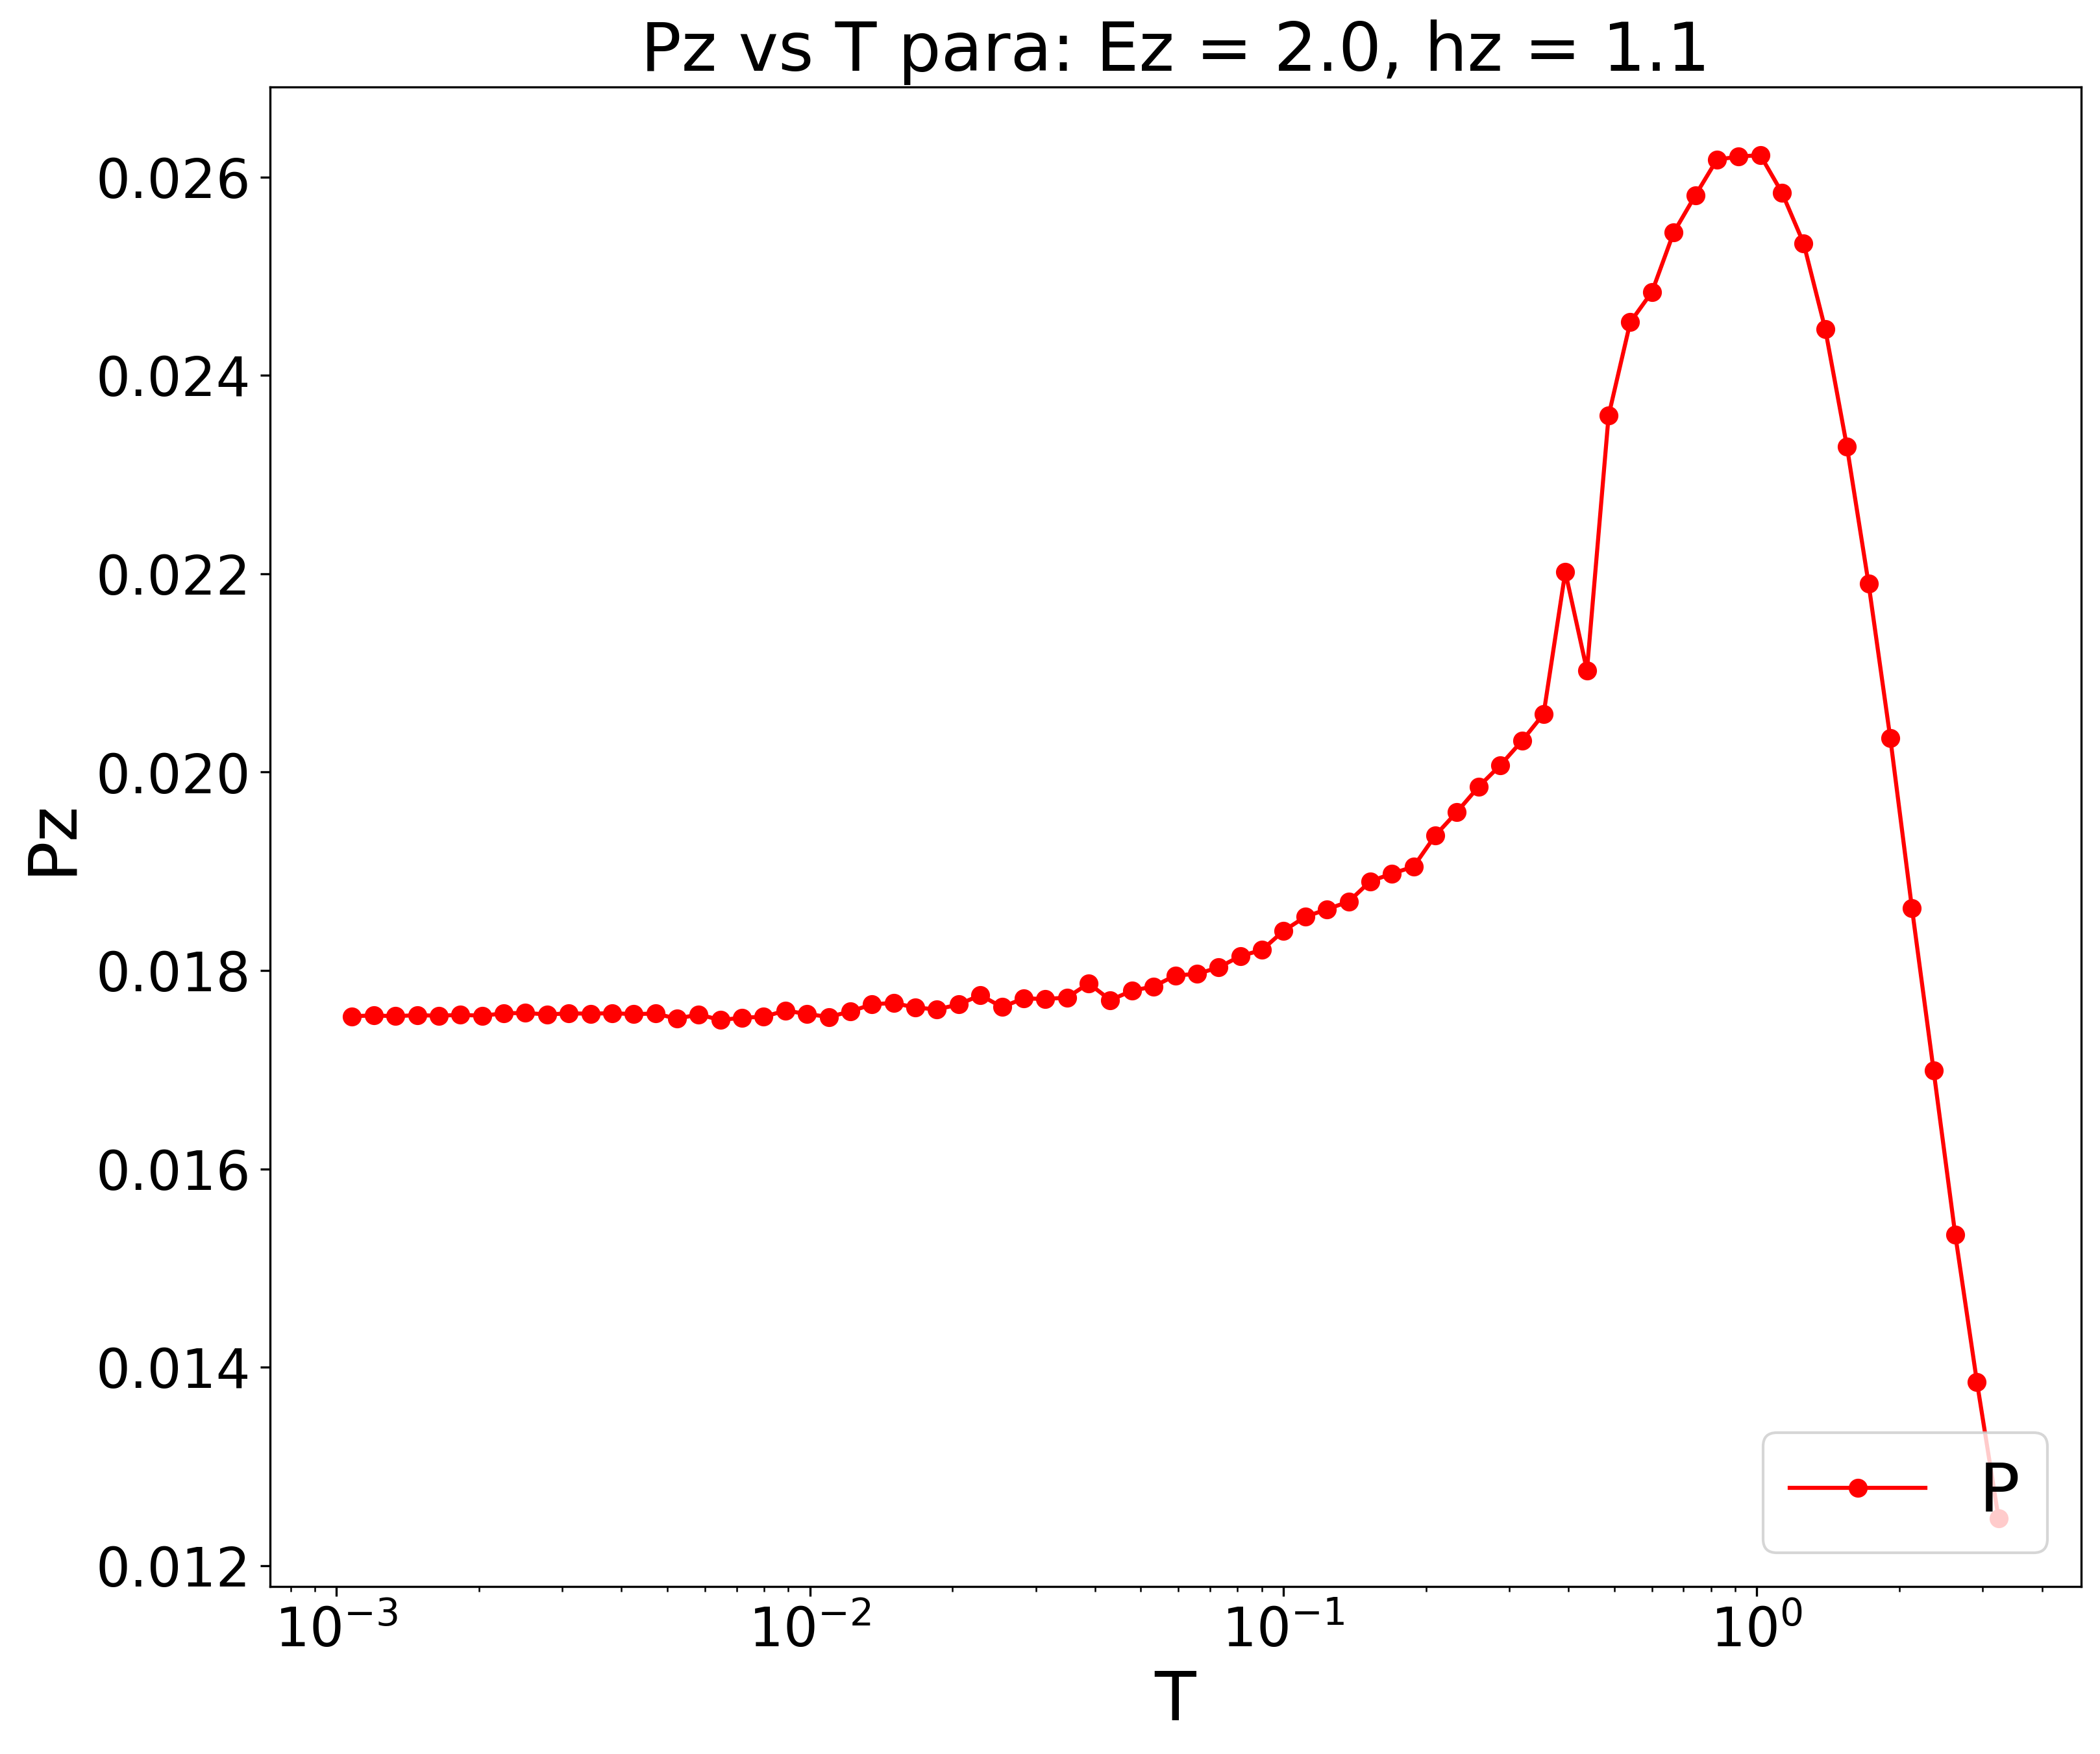 Pz vs T para: Ez = 2.0, hz = 1.1
0.026
0.024
0.022
0.020
0.018
0.016
0.014
0.012
Pz
P
10⁻³ 10⁻² 10⁻¹ 10⁰
T